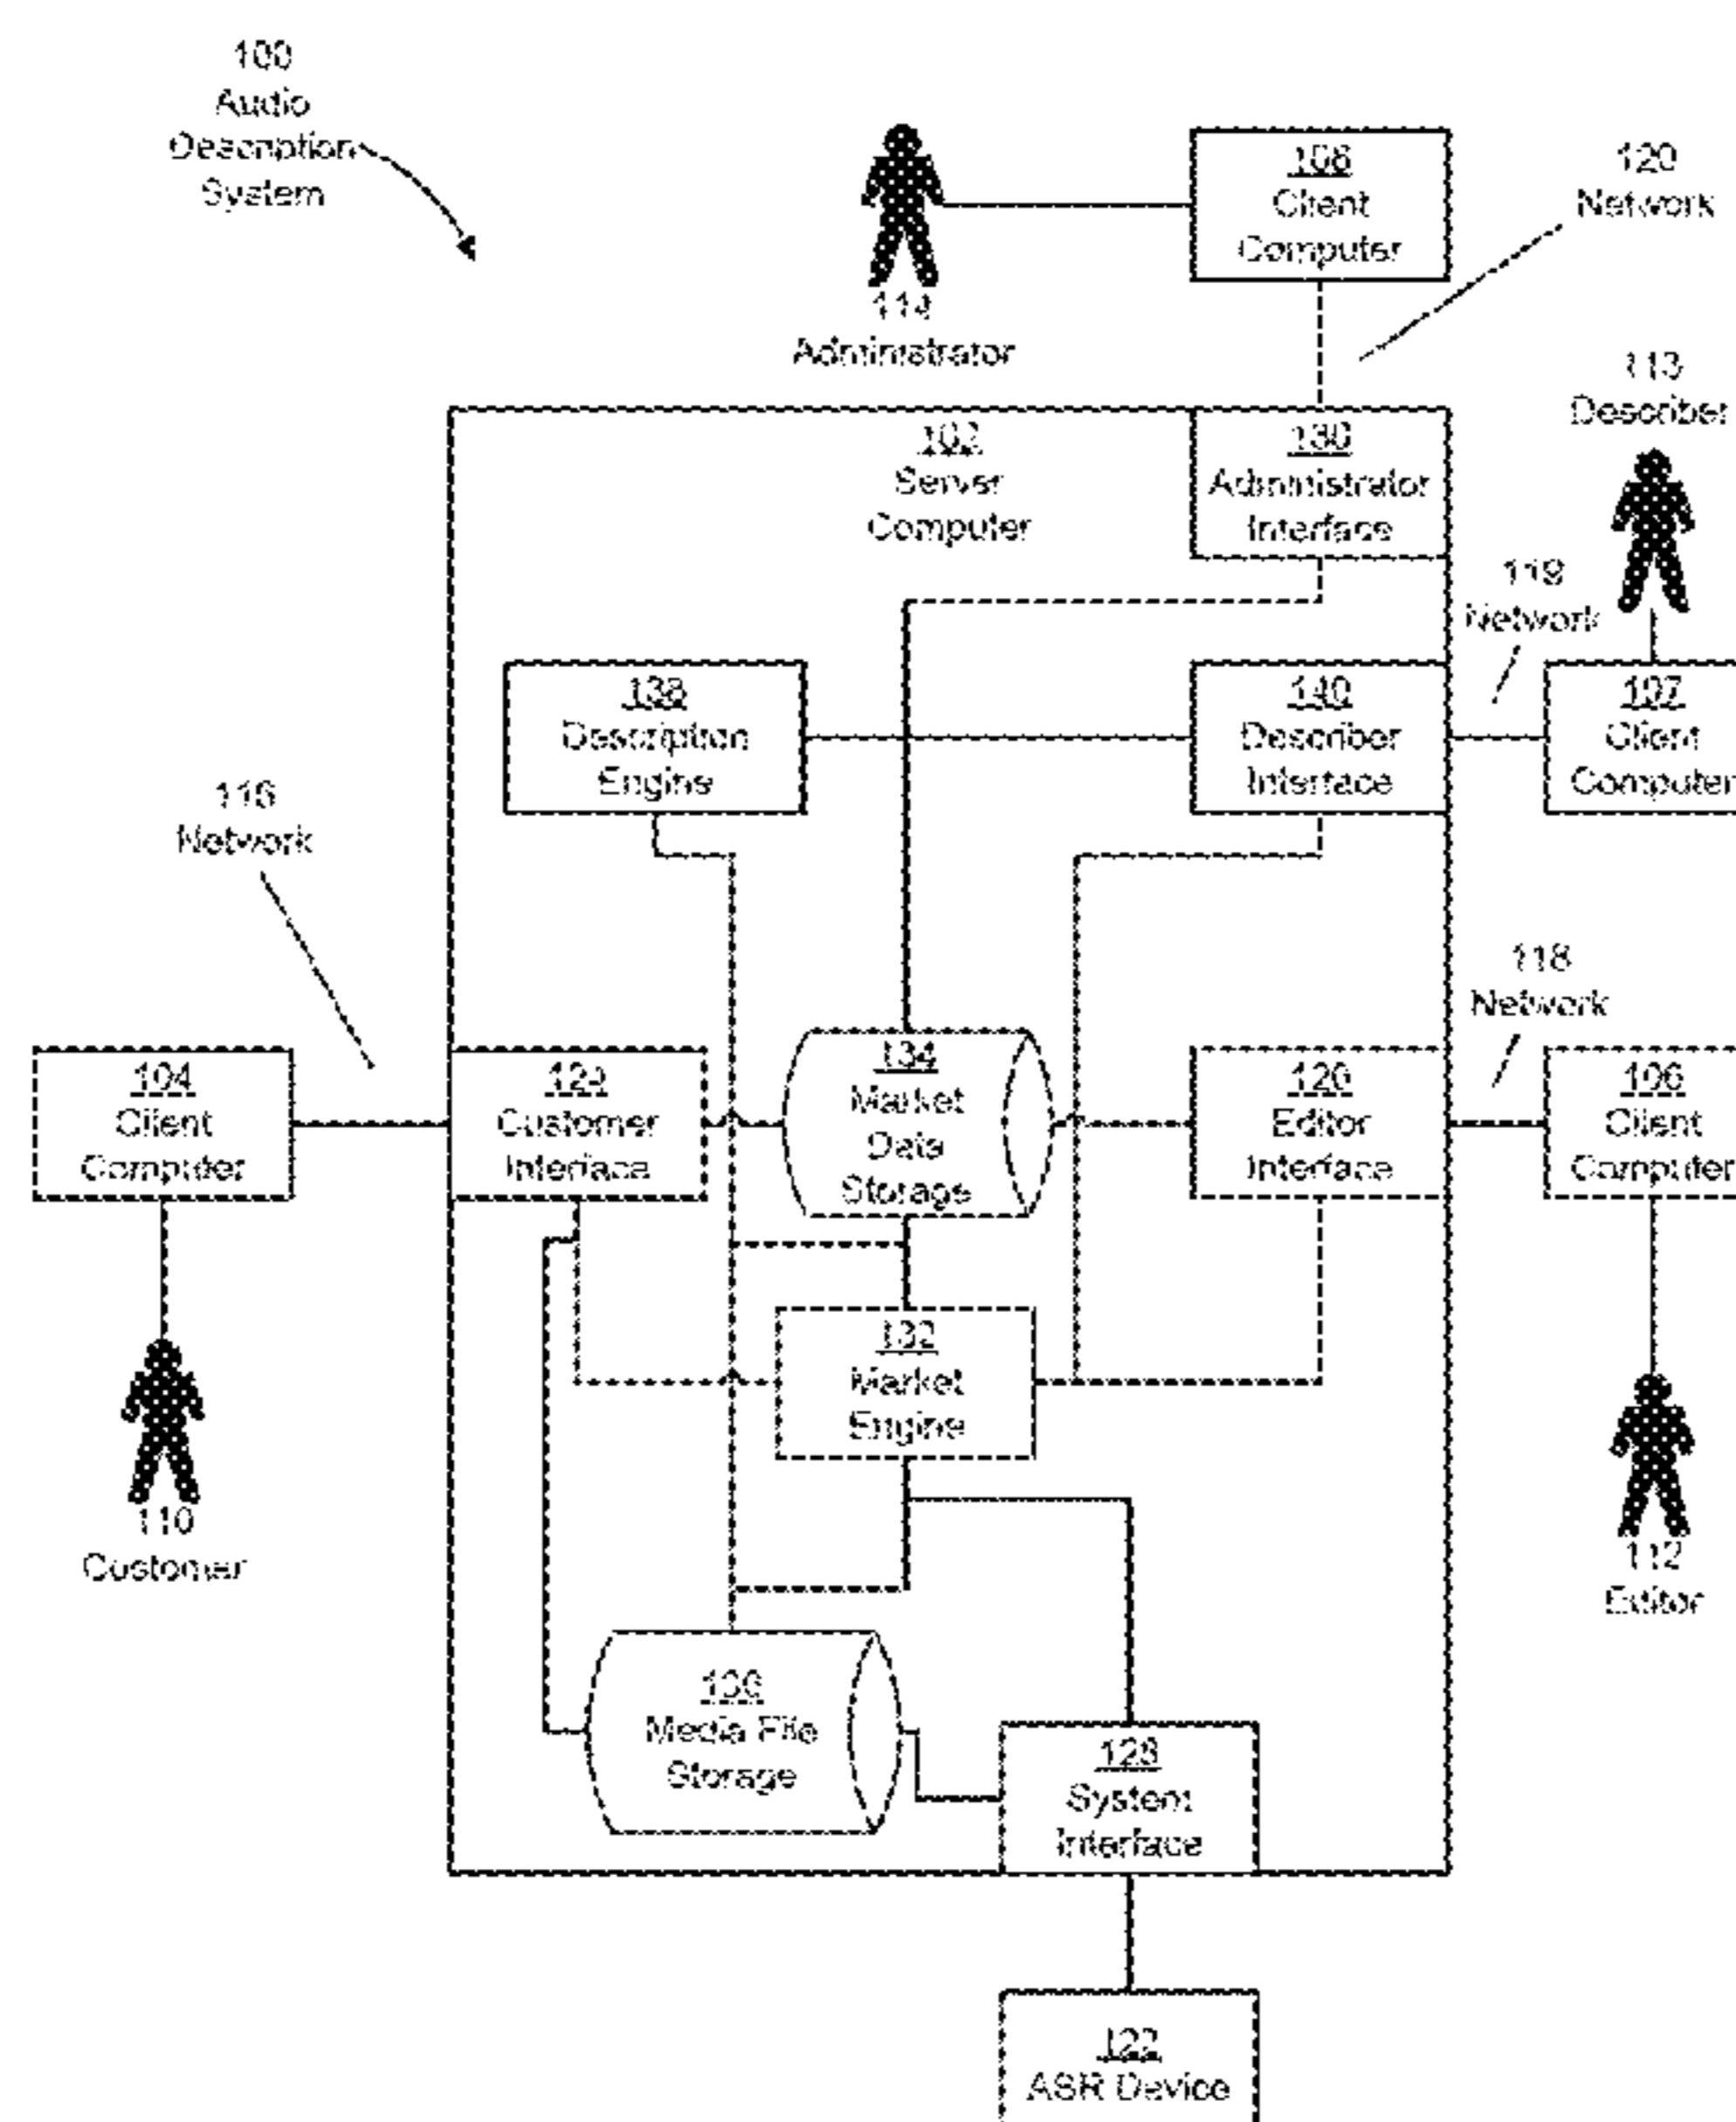 100
Audio
Description
System
114
Administrator
108
Client
Computer
120
Network
113
Describer
102
Server
Computer
130
Administrator
Interface
119
Network
138
Description
Engine
140
Describer
Interface
107
Client
Computer
116
Network
118
Network
104
Client
Computer
124
Customer
Interface
134
Market
Data
Storage
126
Editor
Interface
106
Client
Computer
132
Market
Engine
110
Customer
112
Editor
136
Media File
Storage
128
System
Interface
122
ASR Device